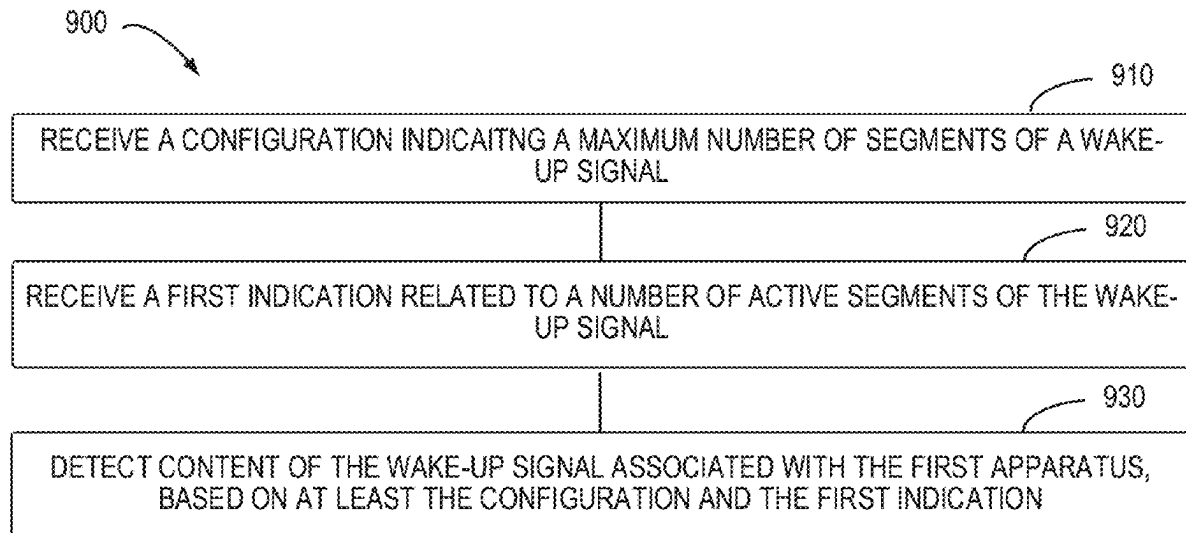 900
910
RECEIVE A CONFIGURATION INDICAITNG A MAXIMUM NUMBER OF SEGMENTS OF A WAKE-
UP SIGNAL
920
RECEIVE A FIRST INDICATION RELATED TO A NUMBER OF ACTIVE SEGMENTS OF THE WAKE-
UP SIGNAL
930
DETECT CONTENT OF THE WAKE-UP SIGNAL ASSOCIATED WITH THE FIRST APPARATUS,
BASED ON AT LEAST THE CONFIGURATION AND THE FIRST INDICATION